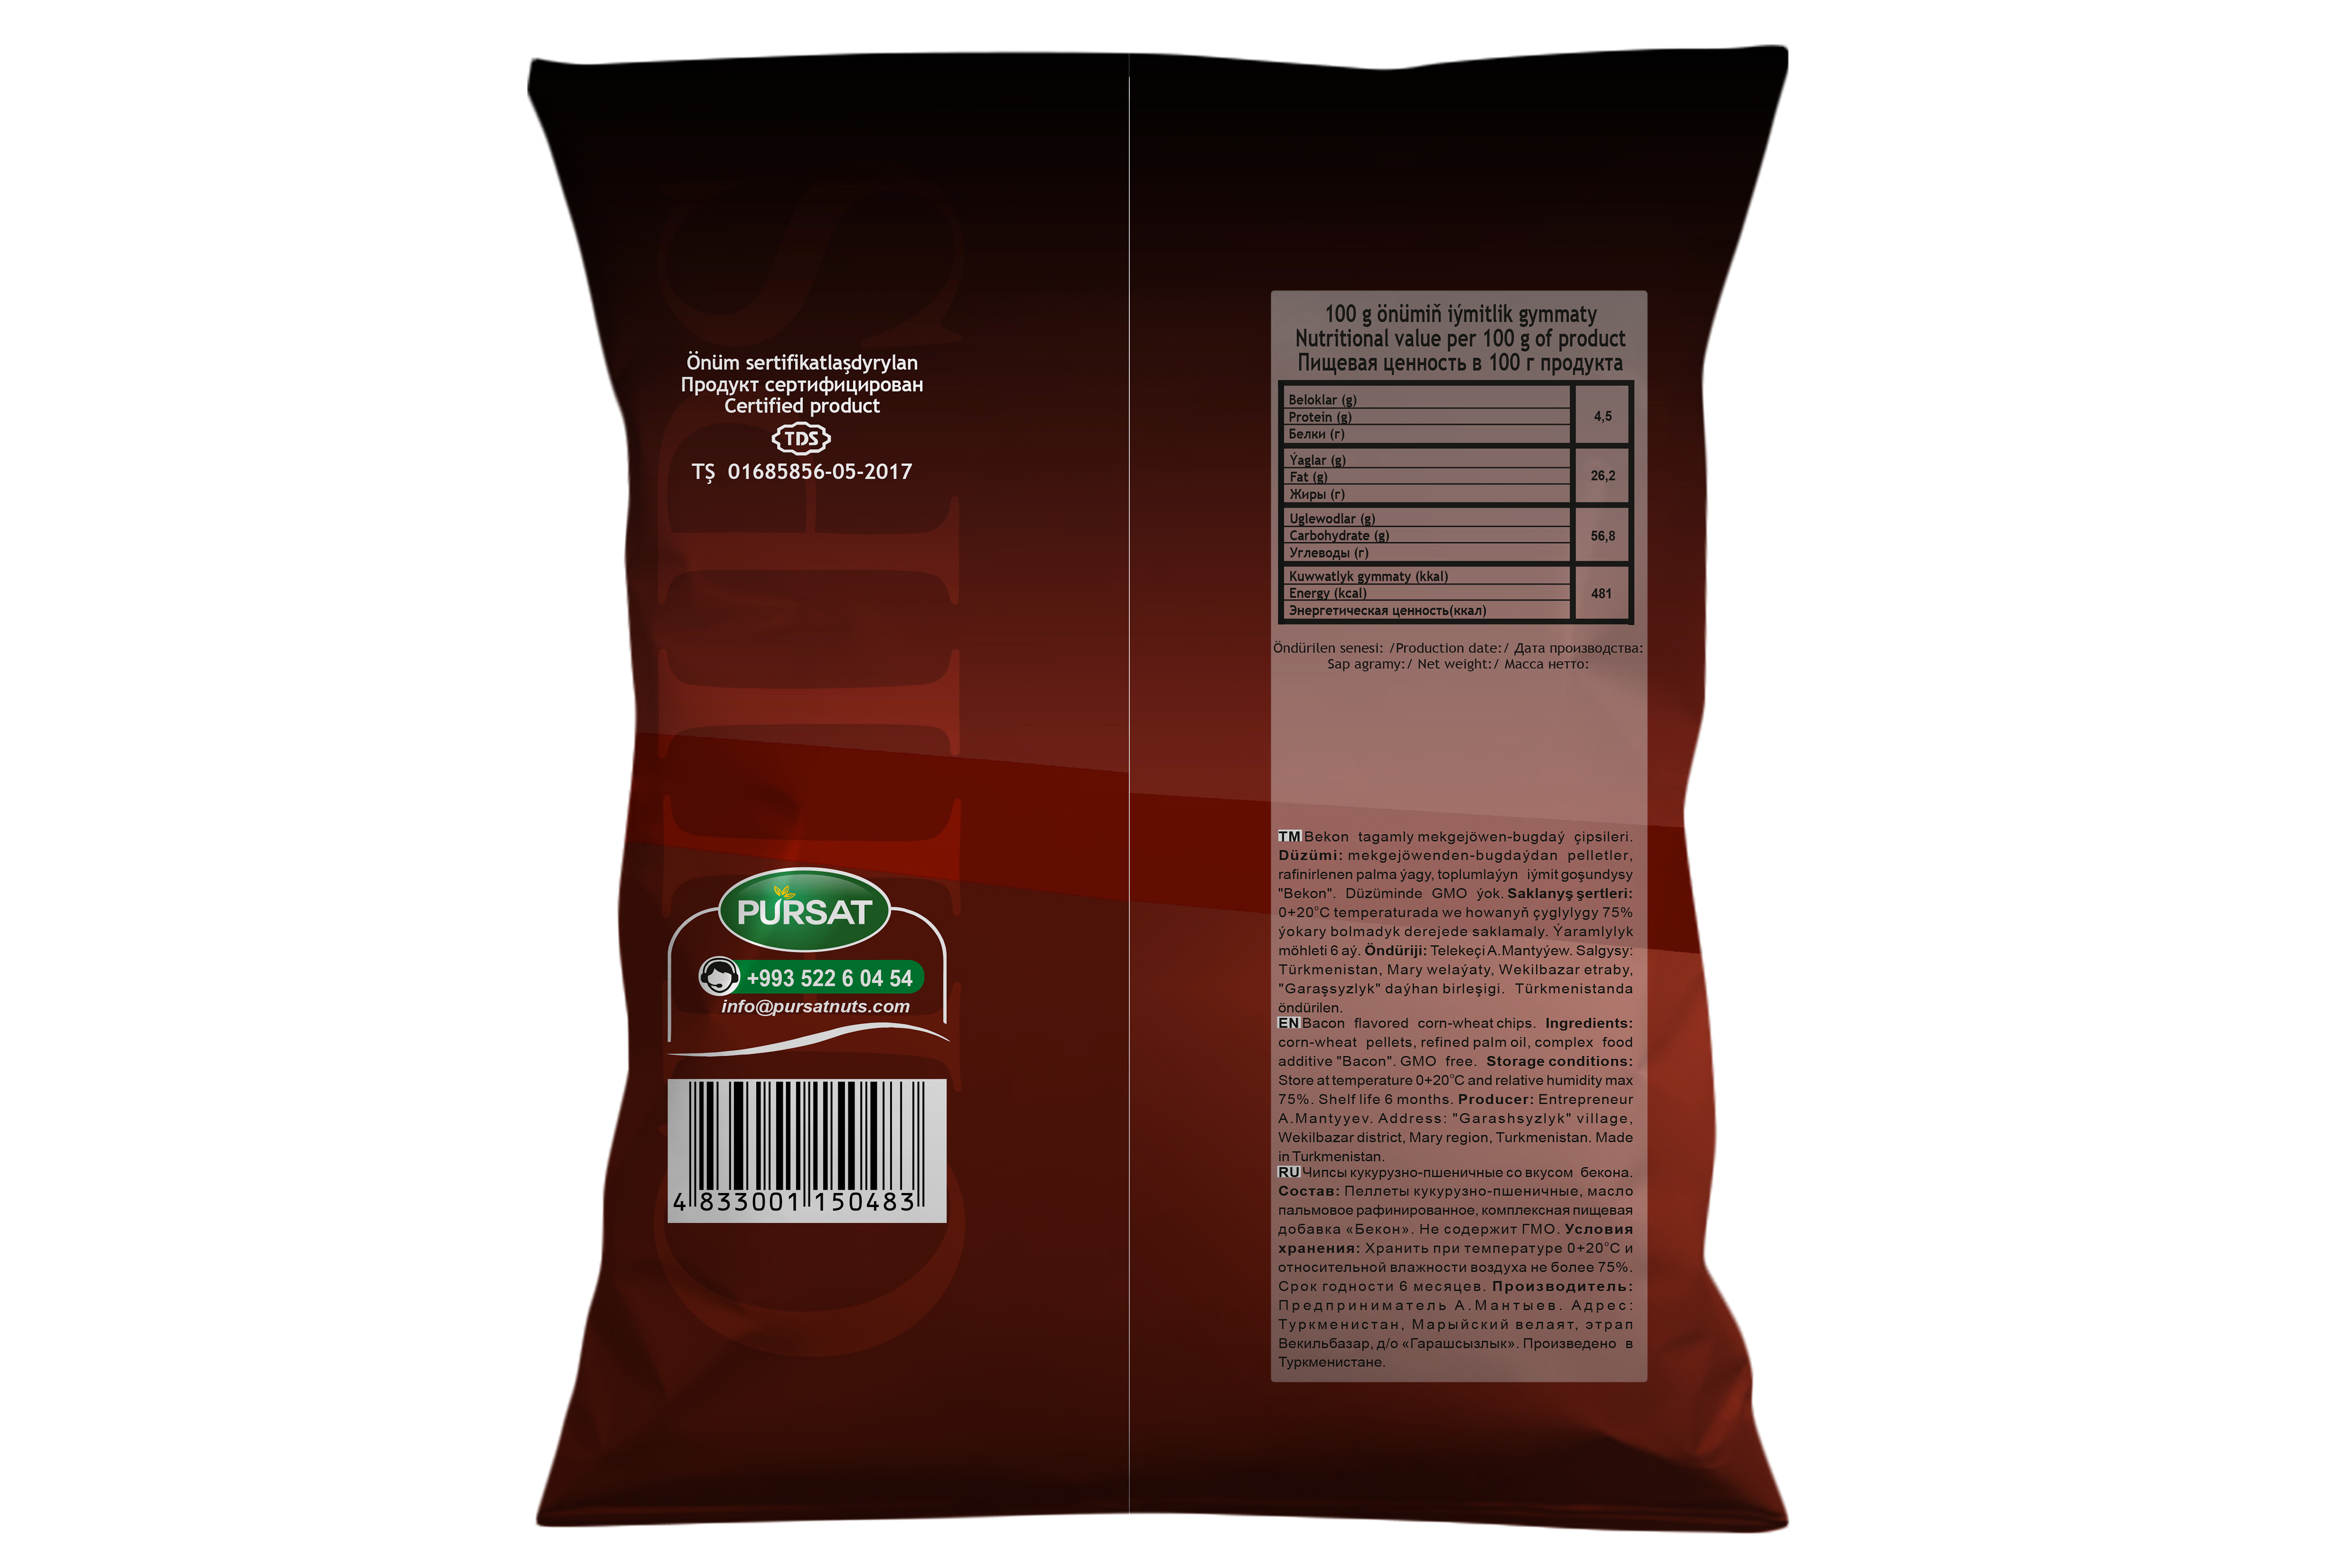 Önüm sertifikatlaşdyrylan
Продукт сертифицирован
Certified product
TDS
TŞ 01685856-05-2017
CHIPS
PURSAT
+993 522 6 04 54
info@pursatnuts.com
4 833001 150483
100 g önümiň iýmitlik gymmaty
Nutritional value per 100 g of product
Пищевая ценность в 100 г продукта
Beloklar (g)
Protein (g)
Белки (г)
4,5
Ýaglar (g)
Fat (g)
Жиры (г)
26,2
Uglewodlar (g)
Carbohydrate (g)
Углеводы (г)
56,8
Kuwwatlyk gymmaty (kkal)
Energy (kcal)
Энергетическая ценность(ккал)
481
Öndürilen senesi: /Production date:/ Дата производства:
Sap agramy:/ Net weight:/ Масса нетто:
TM Bekon tagamly mekgejöwen-bugdaý çipsileri.
Düzümi: mekgejöwenden-bugdaýdan pelletler,
rafinirlenen palma ýagy, toplumlaýyn iýmit goşundysy
"Bekon". Düzüminde GMO ýok. Saklanyş şertleri:
0+20°C temperaturada we howanyň çyglylygy 75%
ýokary bolmadyk derejede saklamaly. Ýaramlylyk
möhleti 6 aý. Öndüriji: Telekeçi A.Mantyýew. Salgysy:
Türkmenistan, Mary welaýaty, Wekilbazar etraby,
"Garaşsyzlyk" daýhan birleşigi. Türkmenistanda
öndürilen.
EN Bacon flavored corn-wheat chips. Ingredients:
corn-wheat pellets, refined palm oil, complex food
additive "Bacon". GMO free. Storage conditions:
Store at temperature 0+20°C and relative humidity max
75%. Shelf life 6 months. Producer: Entrepreneur
A.Mantyyev. Address: "Garashsyzlyk" village,
Wekilbazar district, Mary region, Turkmenistan. Made
in Turkmenistan.
RU Чипсы кукурузно-пшеничные со вкусом бекона.
Состав: Пеллеты кукурузно-пшеничные, масло
пальмовое рафинированное, комплексная пищевая
добавка «Бекон». Не содержит ГМО. Условия
хранения: Хранить при температуре 0+20°C и
относительной влажности воздуха не более 75%.
Срок годности 6 месяцев. Производитель:
Предприниматель А.Мантыев. Адрес:
Туркменистан, Марыйский велаят, этрап
Векильбазар, д/о «Гарашсызлык». Произведено в
Туркменистане.